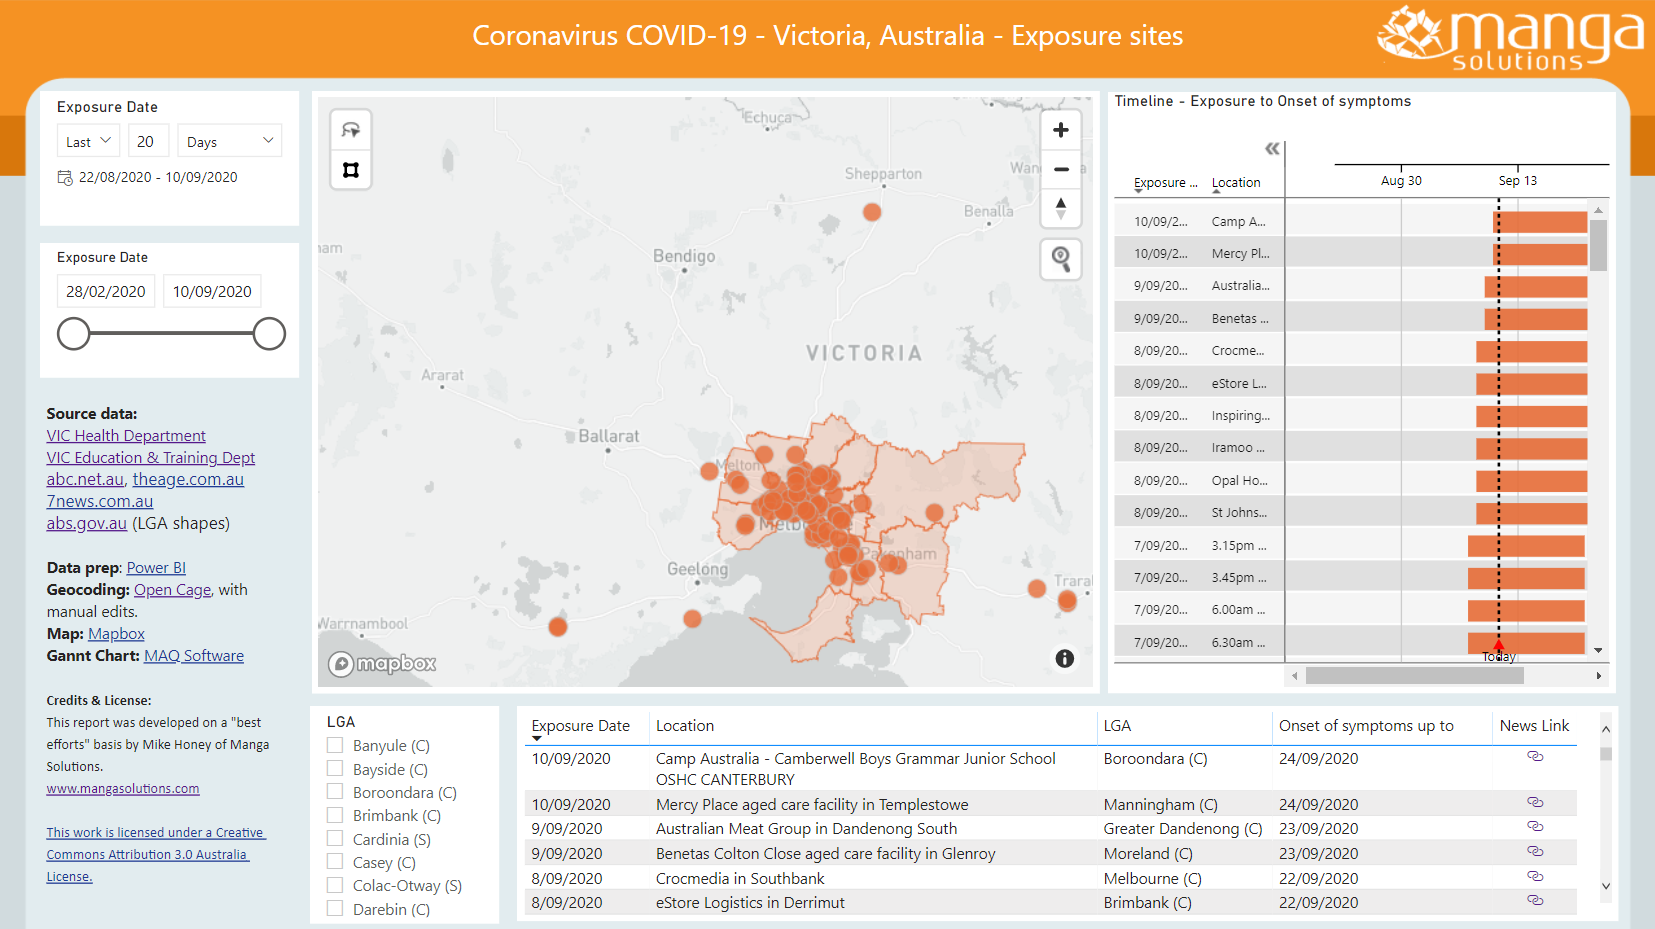 Coronavirus COVID-19 - Victoria, Australia - Exposure sites
manga
solutions
Exposure Date
Last
20
Days
22/08/2020 - 10/09/2020
Exposure Date
28/02/2020
10/09/2020
Source data:
VIC Health Department
VIC Education & Training Dept
abc.net.au, theage.com.au
7news.com.au
abs.gov.au (LGA shapes)
Data prep: Power BI
Geocoding: Open Cage, with
manual edits.
Map: Mapbox
Gannt Chart: MAQ Software
Credits & License:
This report was developed on a "best
efforts" basis by Mike Honey of Manga
Solutions.
www.mangasolutions.com
This work is licensed under a Creative
Commons Attribution 3.0 Australia
License.
Echuca
Shepparton
Wan
a
Benalla
am
Bendigo
VICTORIA
Ararat
Ballarat
Melton
Melb
Pakenham
Geelong
Trara
Warrnambool
mapbox
Timeline - Exposure to Onset of symptoms
Exposure ... Location
Aug 30
Sep 13
10/09/2... Camp A...
10/09/2... Mercy Pl...
9/09/20... Australia...
9/09/20... Benetas ...
8/09/20... Crocme...
8/09/20... eStore L...
8/09/20... Inspiring...
8/09/20... Iramoo ...
8/09/20... Opal Ho...
8/09/20... St Johns...
7/09/20... 3.15pm ...
7/09/20... 3.45pm ...
7/09/20... 6.00am ...
7/09/20... 6.30am ...
Today
LGA
Banyule (C)
Bayside (C)
Boroondara (C)
Brimbank (C)
Cardinia (S)
Casey (C)
Colac-Otway (S)
Darebin (C)
Exposure Date Location LGA Onset of symptoms up to News Link
10/09/2020 Camp Australia - Camberwell Boys Grammar Junior School Boroondara (C) 24/09/2020
OSHC CANTERBURY
10/09/2020 Mercy Place aged care facility in Templestowe Manningham (C) 24/09/2020
9/09/2020 Australian Meat Group in Dandenong South Greater Dandenong (C) 23/09/2020
9/09/2020 Benetas Colton Close aged care facility in Glenroy Moreland (C) 23/09/2020
8/09/2020 Crocmedia in Southbank Melbourne (C) 22/09/2020
8/09/2020 eStore Logistics in Derrimut Brimbank (C) 22/09/2020